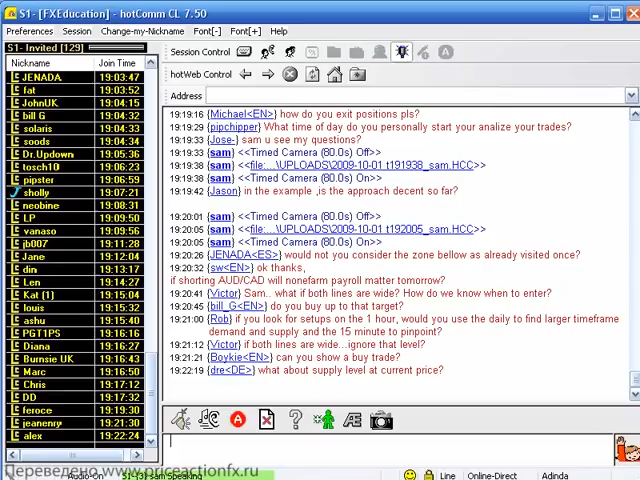 S1- [FXEducation] - hotComm CL 7.50
Preferences Session Change-my-Nickname Font[-] Font[+] Help
S1- Invited [129]
Nickname Join Time
JENADA 19:03:47
fat 19:03:52
JohnUK 19:04:15
bill G 19:04:32
solaris 19:04:33
soods 19:04:34
Dr.Updown 19:05:36
tosch10 19:06:23
pipster 19:06:59
sholly 19:07:21
neobine 19:08:31
LP 19:09:50
vanaso 19:09:56
jb007 19:11:28
Jane 19:12:04
din 19:13:17
Len 19:14:27
Kat (1) 19:15:04
louis 19:15:32
ashu 19:15:40
PGT1PS 19:16:16
Diana 19:16:27
Burnsie UK 19:16:43
Marc 19:16:50
Chris 19:17:12
DD 19:17:32
feroce 19:19:30
jeanenry 19:21:30
alex 19:22:24
Session Control
hotWeb Control
Address
19:19:16 {Michael<EN>} how do you exit positions pls?
19:19:29 {pipchipper} What time of day do you personally start your analize your trades?
19:19:33 {Jose-} sam u see my questions?
19:19:33 {sam} <<Timed Camera (80.0s) Off>>
19:19:38 {sam} <<file:...\UPLOADS\2009-10-01 t191938_sam.HCC>>
19:19:38 {sam} <<Timed Camera (80.0s) On>>
19:19:42 {Jason} in the example ,is the approach decent so far?
19:20:01 {sam} <<Timed Camera (80.0s) Off>>
19:20:05 {sam} <<file:...\UPLOADS\2009-10-01 t192005_sam.HCC>>
19:20:05 {sam} <<Timed Camera (80.0s) On>>
19:20:26 {JENADA<ES>} would not you consider the zone bellow as already visited once?
19:20:32 {sw<EN>} ok thanks,
if shorting AUD/CAD will nonefarm payroll matter tomorrow?
19:20:41 {Victor} Sam.. what if both lines are wide? How do we know when to enter?
19:20:45 {bill_G<EN>} do you buy up to that target?
19:21:00 {Rob} if you look for setups on the 1 hour, would you use the daily to find larger timeframe
demand and supply and the 15 minute to pinpoint?
19:21:12 {Victor} if both lines are wide...ignore that level?
19:21:21 {Boykie<EN>} can you show a buy trade?
19:22:19 {dre<DE>} what about supply level at current price?
Переведено www.priceactionfx.ru
Audio-On S1-[3] sam Speaking Line Online-Direct Adinda